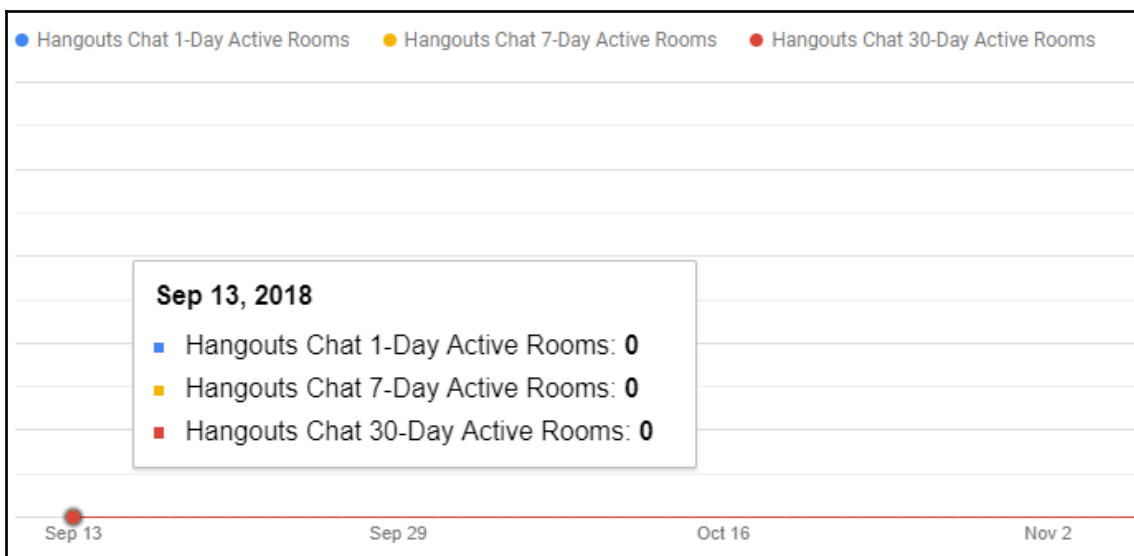 Hangouts Chat 1-Day Active Rooms Hangouts Chat 7-Day Active Rooms Hangouts Chat 30-Day Active Rooms
Sep 13, 2018
Hangouts Chat 1-Day Active Rooms: 0
Hangouts Chat 7-Day Active Rooms: 0
Hangouts Chat 30-Day Active Rooms: 0
Sep 13 Sep 29 Oct 16 Nov 2